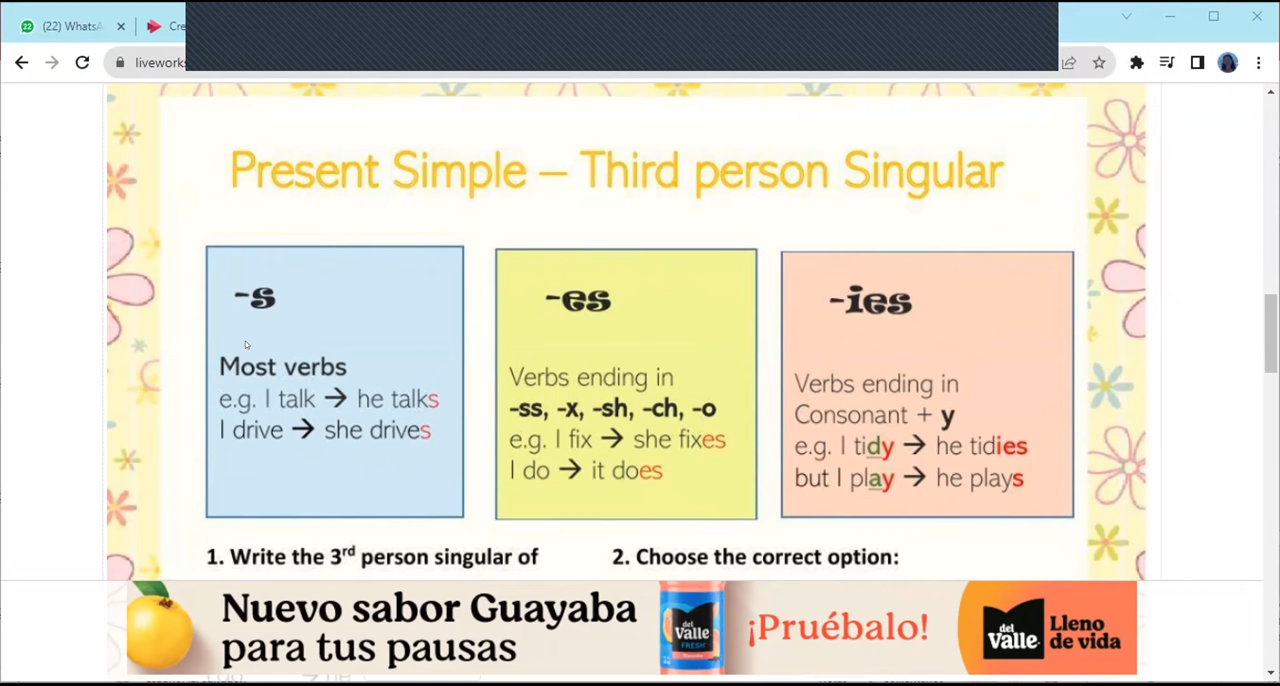 (22) WhatsA
Cre
livework
Present Simple – Third person Singular
-s
Most verbs
e.g. I talk → he talks
I drive → she drives
-es
Verbs ending in
-ss, -x, -sh, -ch, -o
e.g. I fix → she fixes
I do → it does
-ies
Verbs ending in
Consonant + y
e.g. I tidy → he tidies
but I play → he plays
1. Write the 3rd person singular of
2. Choose the correct option:
Nuevo sabor Guayaba
para tus pausas
del
Valle
FRESH
¡Pruébalo!
del
Valle
Lleno
de vida